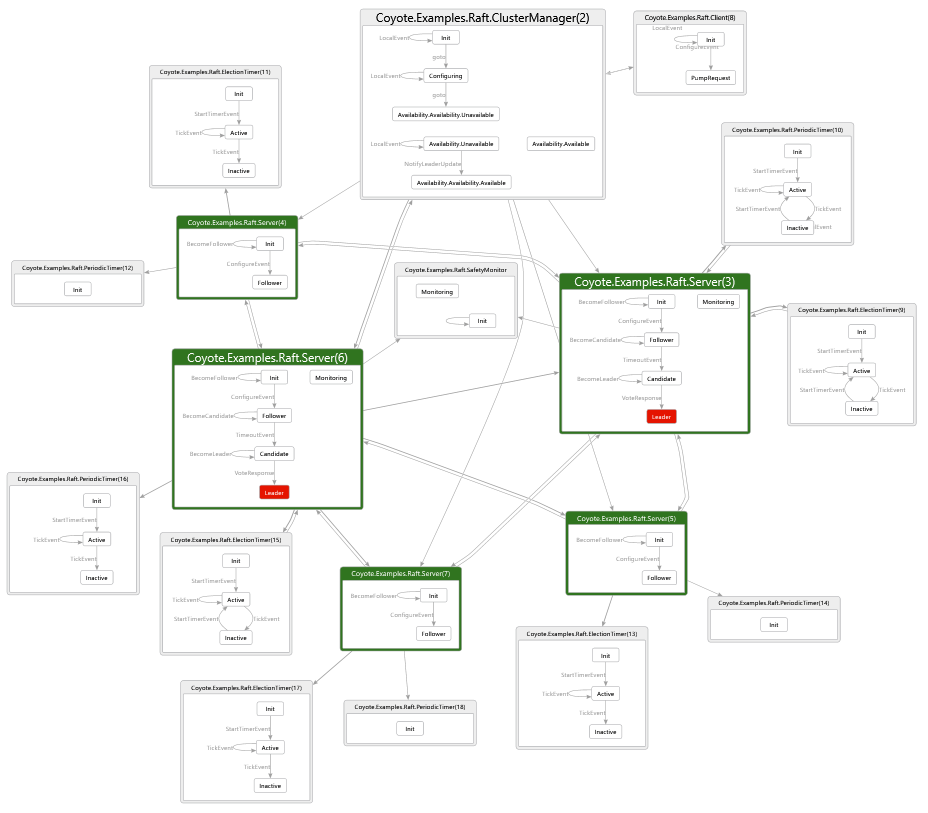 Coyote.Examples.Raft.ClusterManager(2)
LocalEvent
Init
goto
LocalEvent
Configuring
goto
Availability.Availability.Unavailable
LocalEvent
Availability.Unavailable
Availability.Available
NotifyLeaderUpdate
Availability.Availability.Available
Coyote.Examples.Raft.Client(8)
LocalEvent
Init
ConfigureEvent
PumpRequest
Coyote.Examples.Raft.ElectionTimer(11)
Init
StartTimerEvent
TickEvent
Active
TickEvent
Inactive
Coyote.Examples.Raft.PeriodicTimer(10)
Init
StartTimerEvent
TickEvent
Active
StartTimerEvent
TickEvent
Inactive
Event
Coyote.Examples.Raft.Server(4)
BecomeFollower
Init
ConfigureEvent
Follower
Coyote.Examples.Raft.PeriodicTimer(12)
Init
Coyote.Examples.Raft.SafetyMonitor
Monitoring
Init
Coyote.Examples.Raft.Server(3)
BecomeFollower
Init
Monitoring
ConfigureEvent
BecomeCandidate
Follower
TimeoutEvent
BecomeLeader
Candidate
VoteResponse
Leader
Coyote.Examples.Raft.ElectionTimer(9)
Init
StartTimerEvent
TickEvent
Active
StartTimerEvent
TickEvent
Inactive
Coyote.Examples.Raft.Server(6)
BecomeFollower
Init
Monitoring
ConfigureEvent
BecomeCandidate
Follower
TimeoutEvent
BecomeLeader
Candidate
VoteResponse
Leader
Coyote.Examples.Raft.PeriodicTimer(16)
Init
StartTimerEvent
TickEvent
Active
TickEvent
Inactive
Coyote.Examples.Raft.ElectionTimer(15)
Init
StartTimerEvent
TickEvent
Active
StartTimerEvent
TickEvent
Inactive
Coyote.Examples.Raft.Server(5)
BecomeFollower
Init
ConfigureEvent
Follower
Coyote.Examples.Raft.Server(7)
BecomeFollower
Init
ConfigureEvent
Follower
Coyote.Examples.Raft.PeriodicTimer(14)
Init
Coyote.Examples.Raft.ElectionTimer(13)
Init
StartTimerEvent
TickEvent
Active
TickEvent
Inactive
Coyote.Examples.Raft.ElectionTimer(17)
Init
StartTimerEvent
TickEvent
Active
TickEvent
Inactive
Coyote.Examples.Raft.PeriodicTimer(18)
Init